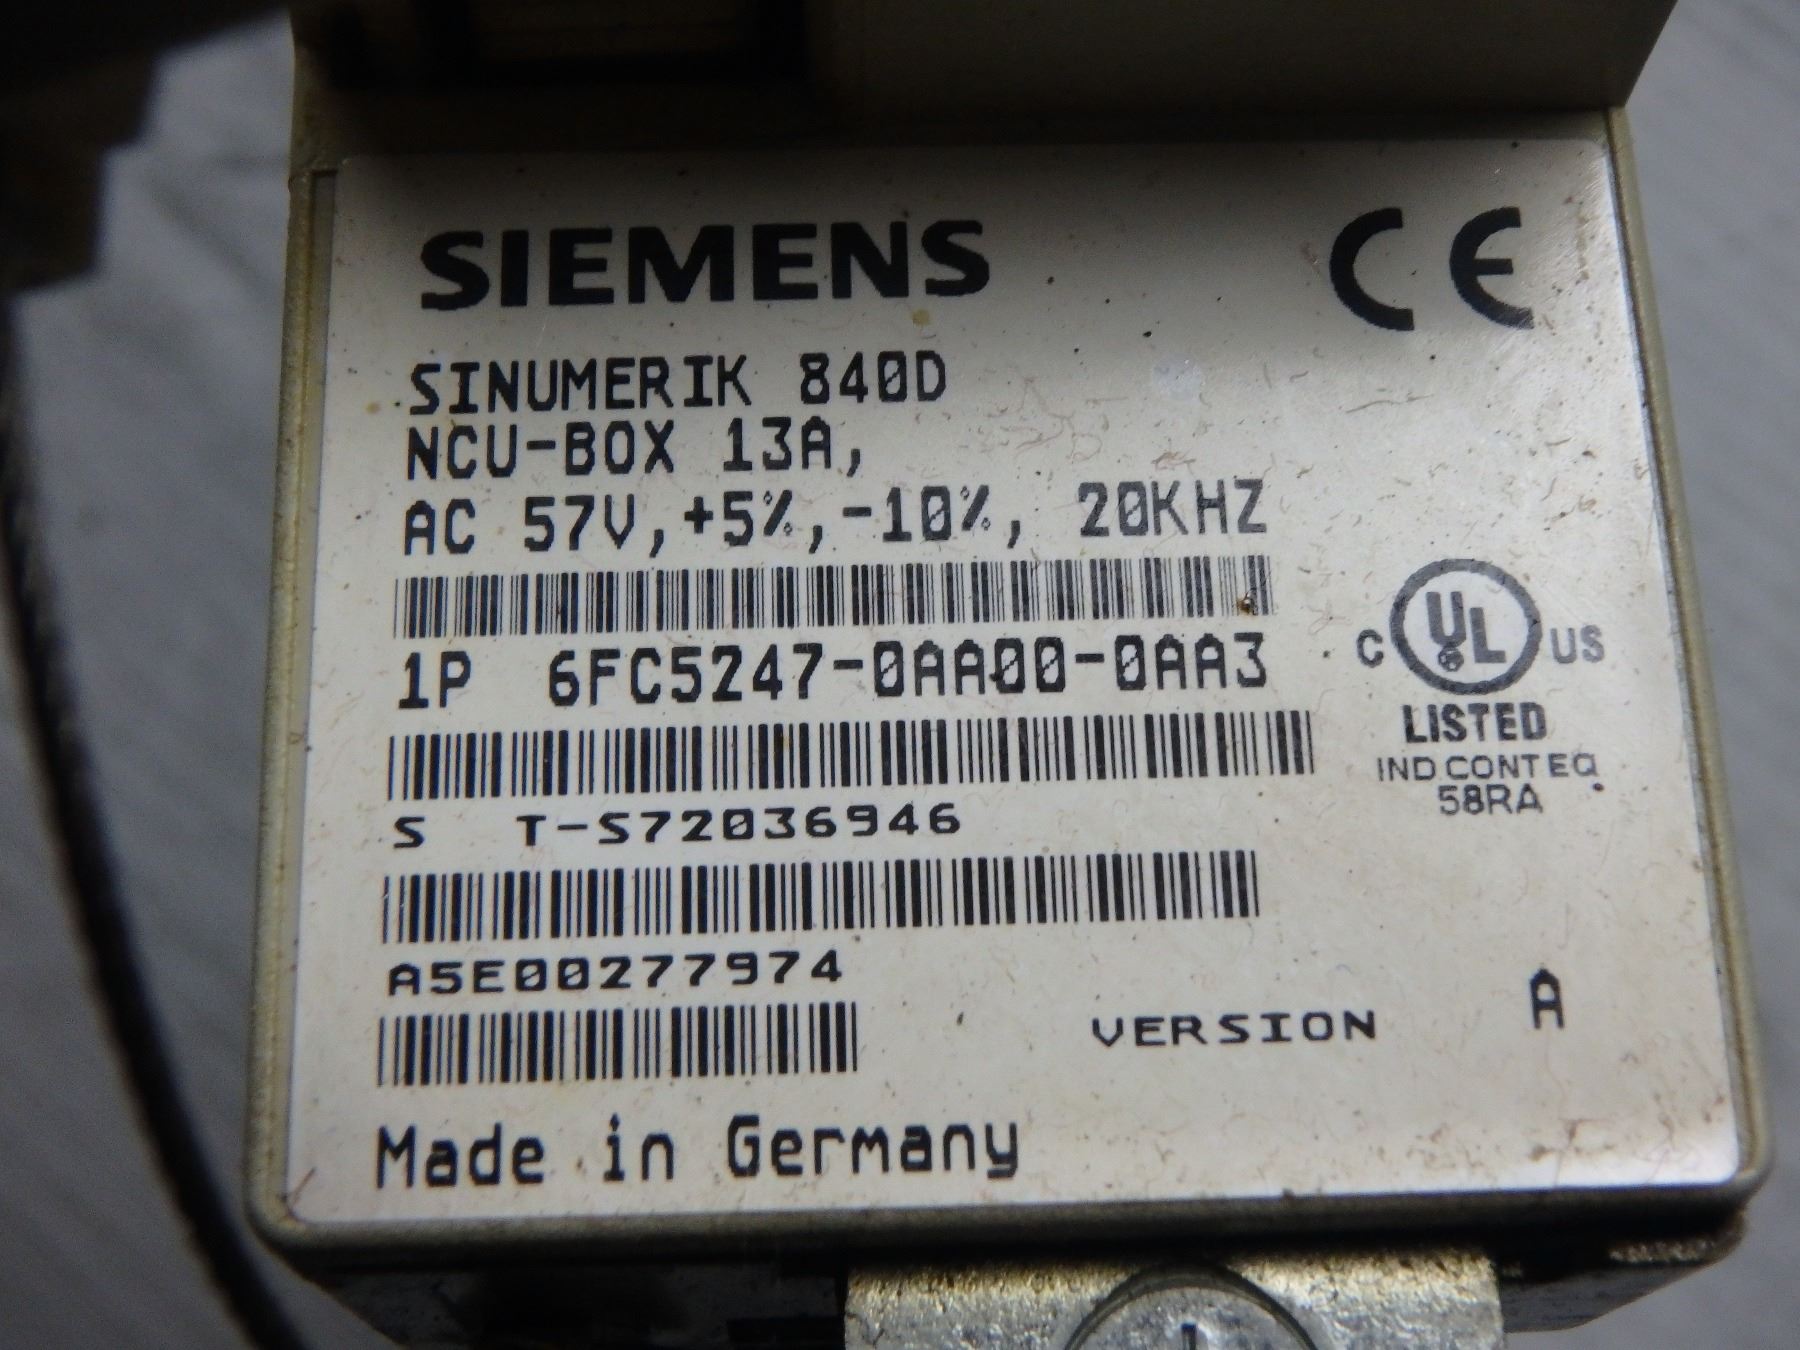 SIEMENS
CE
SINUMERIK 840D
NCU-BOX 13A,
AC 57V,+5%,-10%, 20KHZ
1P 6FC5247-0AA00-0AA3
C UL US
LISTED
IND CONT EQ
58RA
S T-S72036946
A5E00277974
VERSION A
Made in Germany